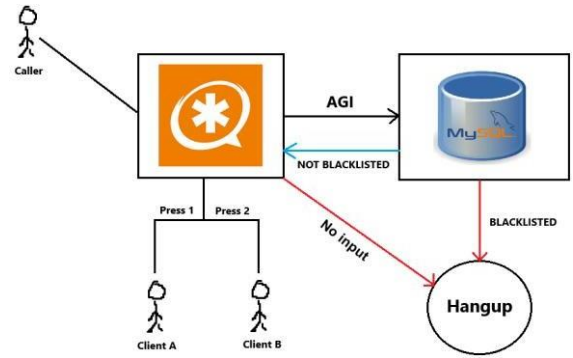 Caller
AGI
MySQL
NOT BLACKLISTED
Press 1
Press 2
No input
BLACKLISTED
Hangup
Client A
Client B